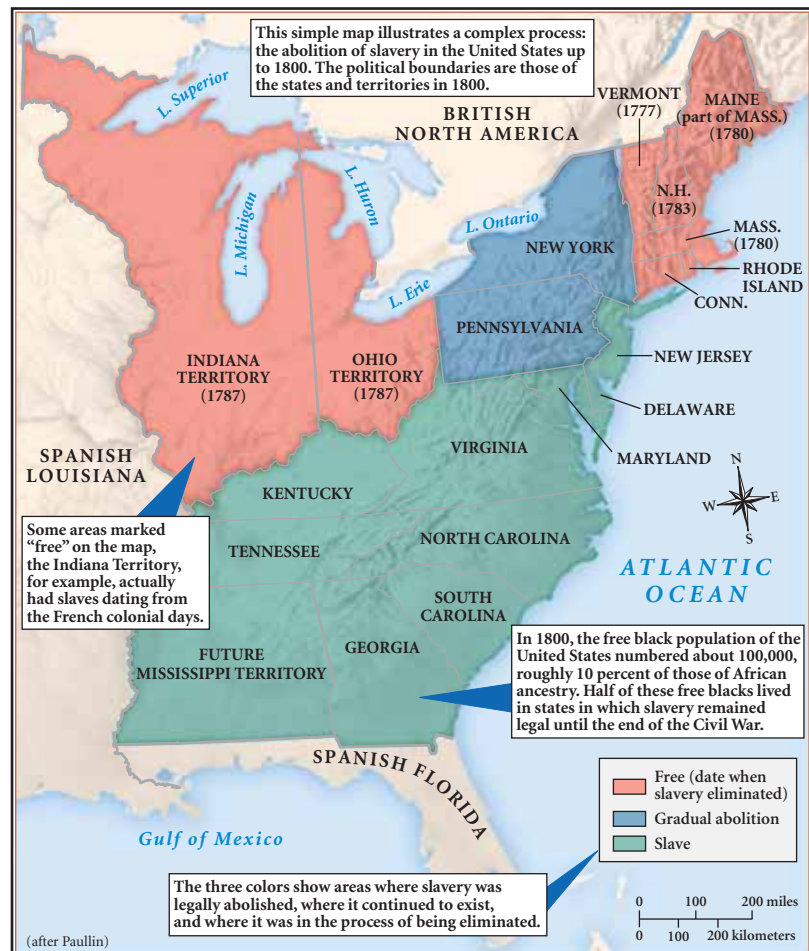 This simple map illustrates a complex process:
the abolition of slavery in the United States up
to 1800. The political boundaries are those of
the states and territories in 1800.
L. Superior
BRITISH
NORTH AMERICA
VERMONT
(1777)
MAINE
(part of MASS.)
(1780)
N.H.
(1783)
L. Michigan
L. Huron
L. Ontario
L. Erie
MASS.
(1780)
RHODE
ISLAND
CONN.
NEW YORK
PENNSYLVANIA
NEW JERSEY
DELAWARE
MARYLAND
INDIANA
TERRITORY
(1787)
OHIO
TERRITORY
(1787)
SPANISH
LOUISIANA
VIRGINIA
KENTUCKY
N
W
E
S
Some areas marked
“free” on the map,
the Indiana Territory,
for example, actually
had slaves dating from
the French colonial days.
TENNESSEE
NORTH CAROLINA
SOUTH
CAROLINA
ATLANTIC
OCEAN
FUTURE
MISSISSIPPI TERRITORY
GEORGIA
In 1800, the free black population of the
United States numbered about 100,000,
roughly 10 percent of those of African
ancestry. Half of these free blacks lived
in states in which slavery remained
legal until the end of the Civil War.
SPANISH FLORIDA
Gulf of Mexico
Free (date when
slavery eliminated)
Gradual abolition
Slave
The three colors show areas where slavery was
legally abolished, where it continued to exist,
and where it was in the process of being eliminated.
0 100 200 miles
0 100 200 kilometers
(after Paullin)